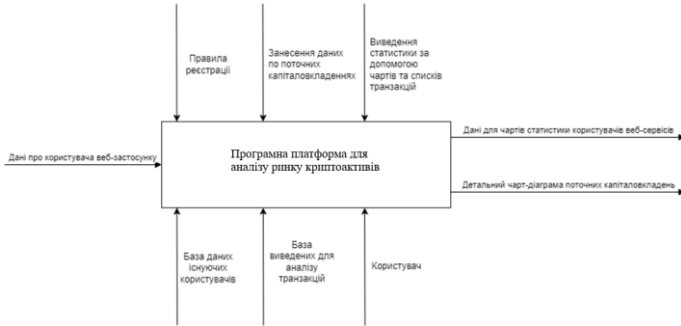 Правила
реєстрації
Занесення даних
по поточних
капіталовкладеннях
Виведення
статистики за
допомогою
чартів та списків
транзакцій
Дані про користувача веб-застосунку
Програмна платформа для
аналізу ринку криптоактивів
Дані для чартів статистики користувачів веб-сервісів
Детальний чарт-діаграма поточних капіталовкладень
База даних
існуючих
користувачів
База
виведених для
аналізу
транзакцій
Користувач